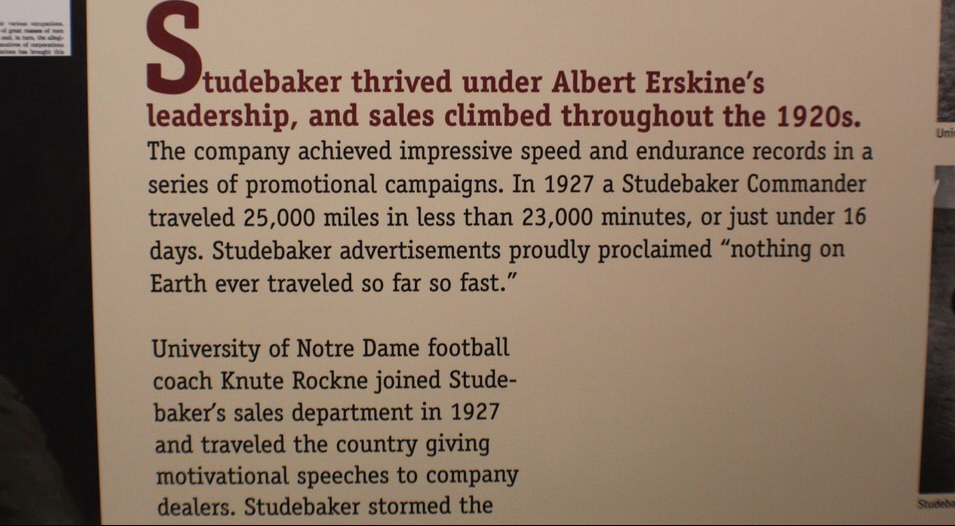 Studebaker thrived under Albert Erskine's
leadership, and sales climbed throughout the 1920s.
The company achieved impressive speed and endurance records in a
series of promotional campaigns. In 1927 a Studebaker Commander
traveled 25,000 miles in less than 23,000 minutes, or just under 16
days. Studebaker advertisements proudly proclaimed “nothing on
Earth ever traveled so far so fast.”
University of Notre Dame football
coach Knute Rockne joined Stude-
baker's sales department in 1927
and traveled the country giving
motivational speeches to company
dealers. Studebaker stormed the